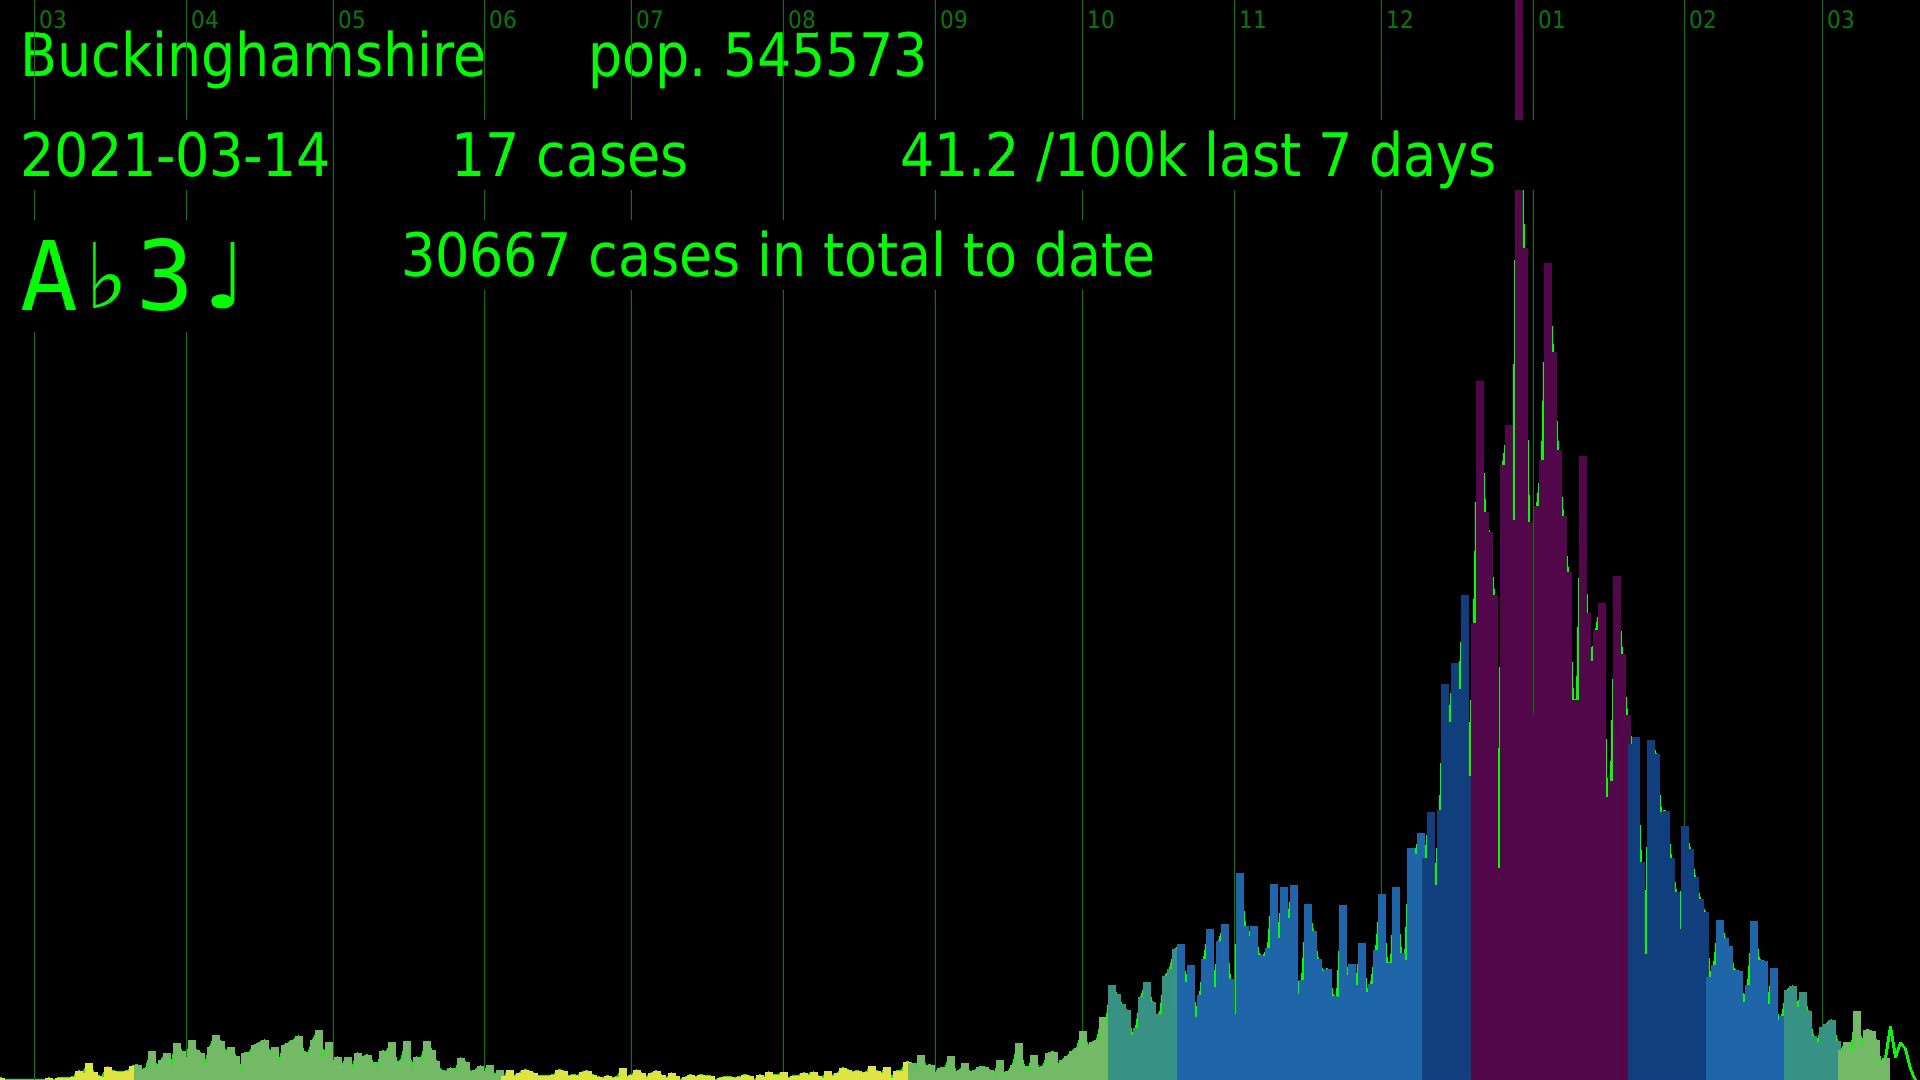 03 04 05 06 07 08 09 10 11 12 01 02 03
Buckinghamshire pop. 545573
2021-03-14 17 cases 41.2 /100k last 7 days
A♭3♩ 30667 cases in total to date